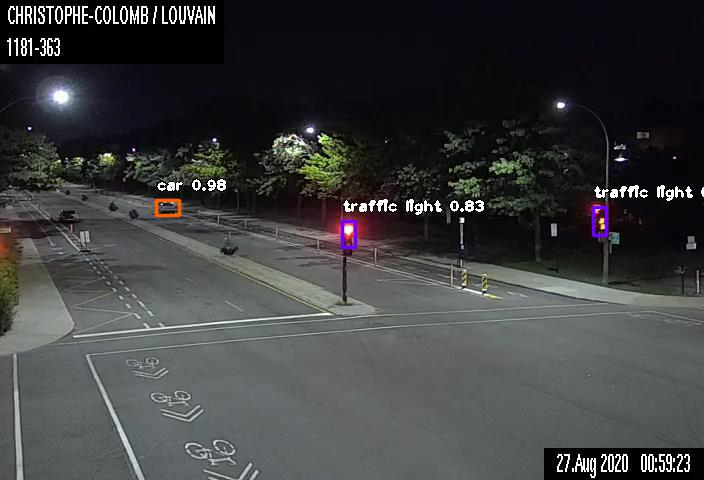 CHRISTOPHE-COLOMB / LOUVAIN
1181-363
car 0.98
traffic light 0.83
traffic light
27.Aug 2020 00:59:23